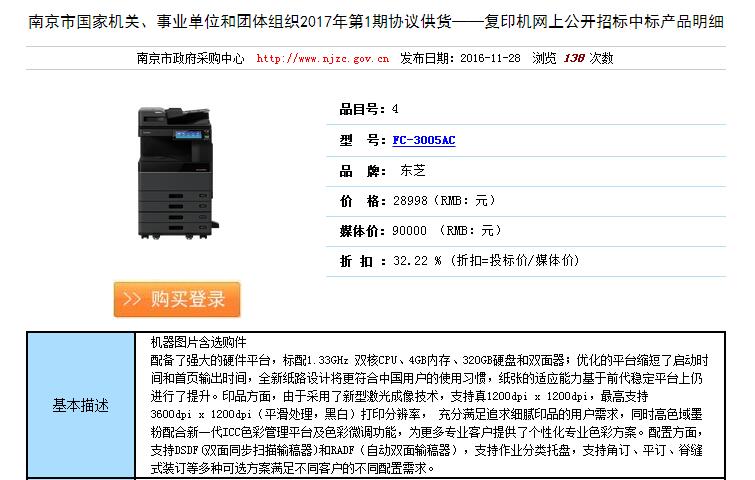 南京市国家机关、事业单位和团体组织2017年第1期协议供货——复印机网上公开招标中标产品明细
南京市政府采购中心 http://www.njzc.gov.cn 发布日期：2016-11-28 浏览 138 次数
品目号：4
型 号：FC-3005AC
品 牌： 东芝
价 格：28998（RMB：元）
媒体价：90000 （RMB：元）
折 扣 ：32.22 %（折扣=投标价/媒体价）
>> 购买登录
基本描述
机器图片含选购件
配备了强大的硬件平台，标配1.33GHz 双核CPU、4GB内存、320GB硬盘和双面器；优化的平台缩短了启动时
间和首页输出时间，全新纸路设计将更符合中国用户的使用习惯，纸张的适应能力基于前代稳定平台上仍
进行了提升。印品方面，由于采用了新型激光成像技术，支持真1200dpi x 1200dpi，最高支持
3600dpi x 1200dpi（平滑处理，黑白）打印分辨率， 充分满足追求细腻印品的用户需求，同时高色域墨
粉配合新一代ICC色彩管理平台及色彩微调功能，为更多专业客户提供了个性化专业色彩方案。配置方面，
支持DSDF(双面同步扫描输稿器)和RADF（自动双面输稿器），支持作业分类托盘，支持角订、平订、脊缝
式装订等多种可选方案满足不同客户的不同配置需求。